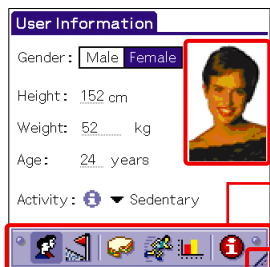 User Information
Gender: Male Female
Height: 152 cm
Weight: 52 kg
Age: 24 years
Activity: i ▼ Sedentary
i